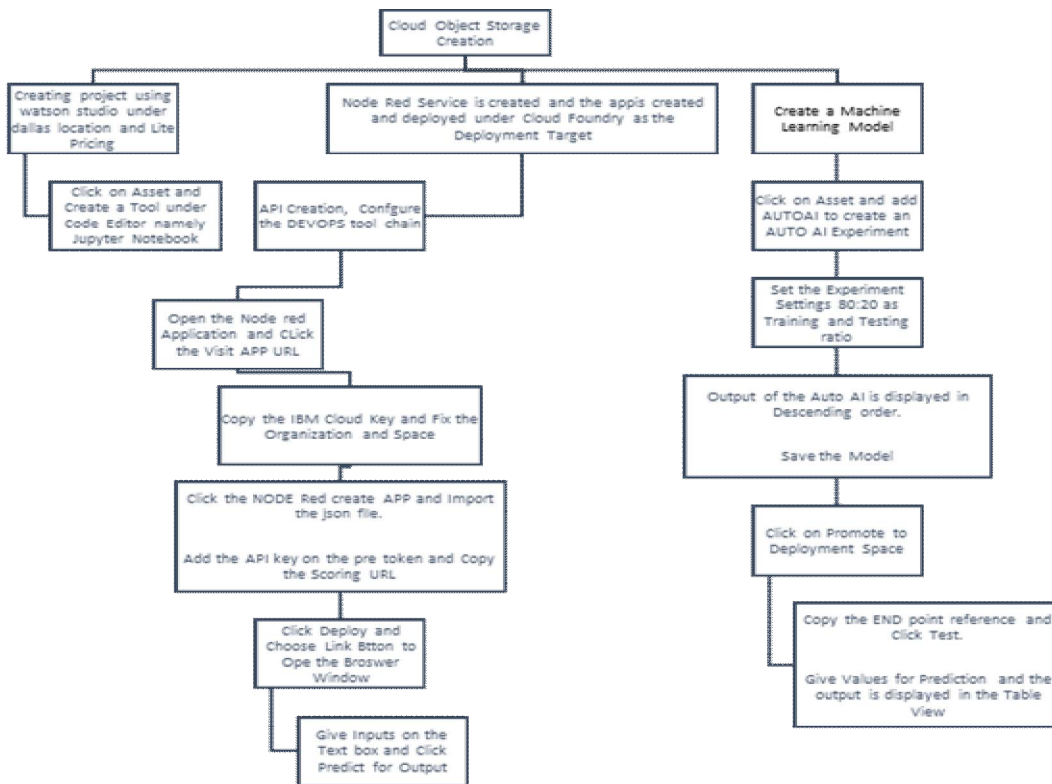 Cloud Object Storage
Creation
Creating project using
watson studio under
dallas location and Lite
Pricing
Click on Asset and
Create a Tool under
Code Editor namely
Jupyter Notebook
Node Red Service is created and the appis created
and deployed under Cloud Foundry as the
Deployment Target
API Creation, Confgure
the DEVOPS tool chain
Open the Node red
Application and CLick
the Visit APP URL
Copy the IBM Cloud Key and Fix the
Organization and Space
Click the NODE Red create APP and Import
the json file.
Add the API key on the pre token and Copy
the Scoring URL
Click Deploy and
Choose Link Btton to
Ope the Broswer
Window
Give Inputs on the
Text box and Click
Predict for Output
Create a Machine
Learning Model
Click on Asset and add
AUTOAI to create an
AUTO AI Experiment
Set the Experiment
Settings 80:20 as
Training and Testing
ratio
Output of the Auto AI is displayed in
Descending order.
Save the Model
Click on Promote to
Deployment Space
Copy the END point reference and
Click Test.
Give Values for Prediction and the
output is displayed in the Table
View